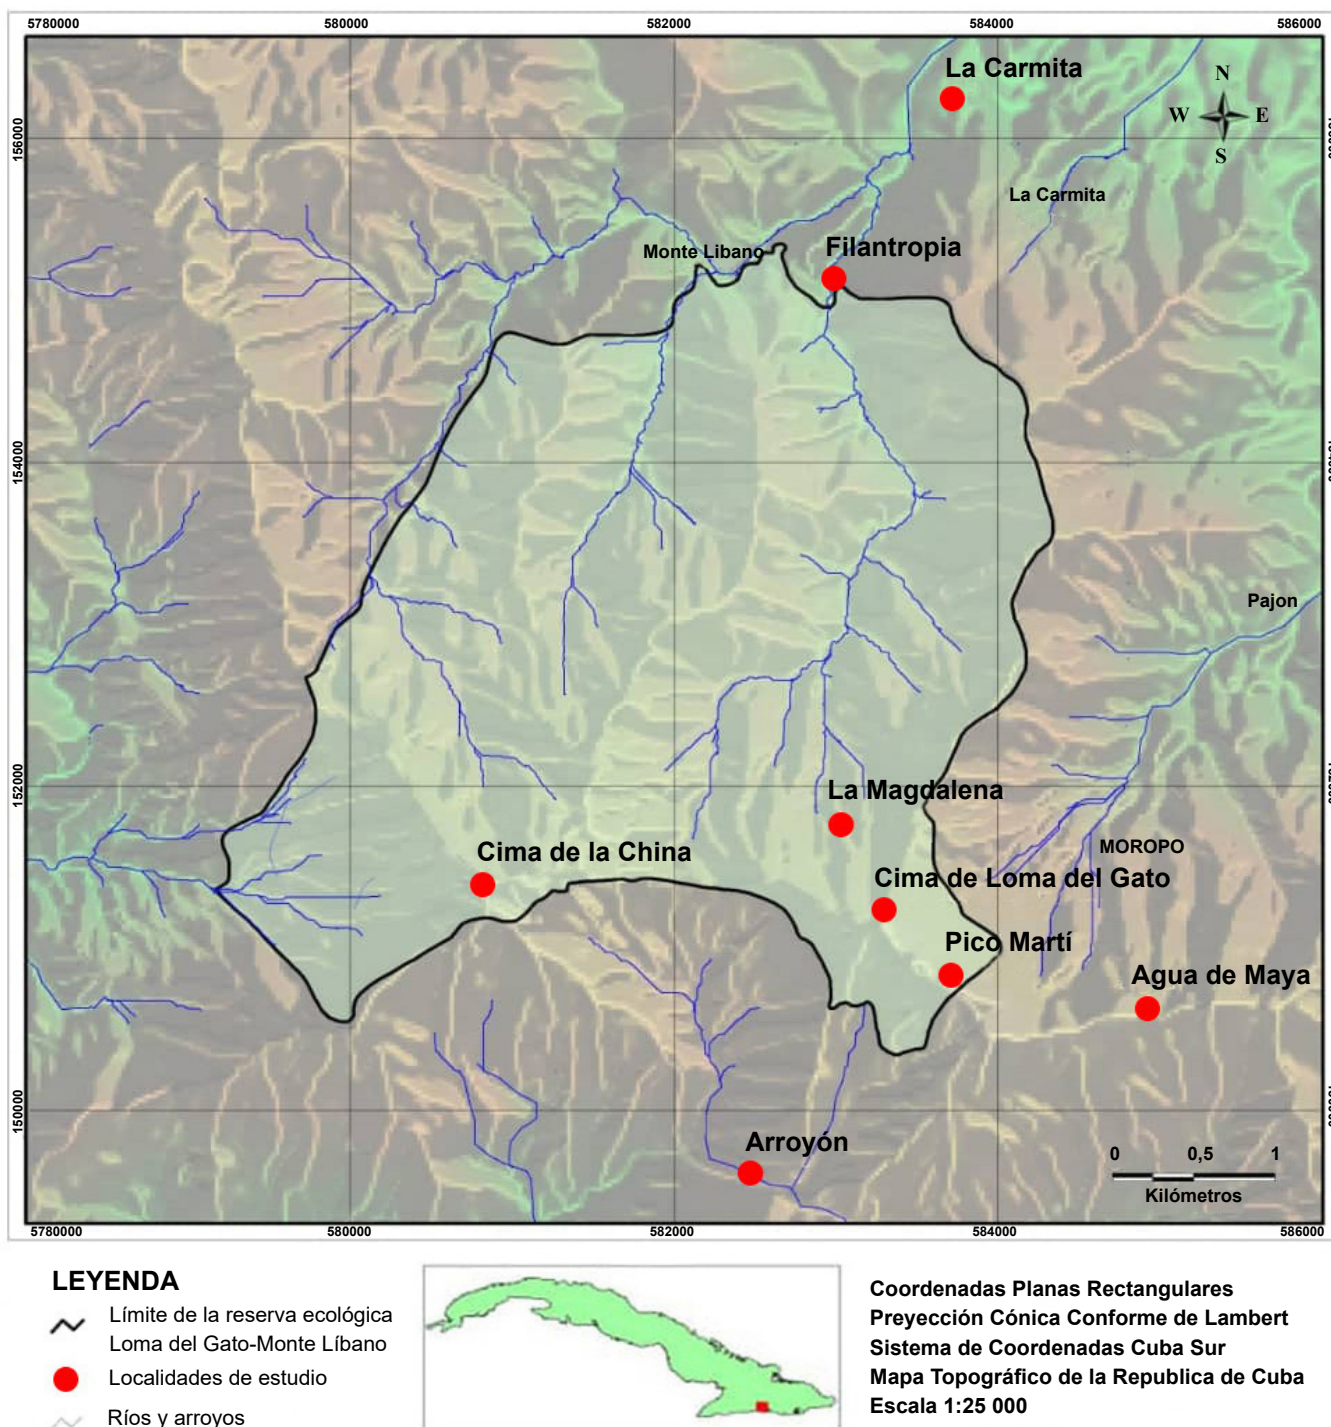 5780000 580000 582000 584000 586000
La Carmita
N
W E
S
156000
La Carmita
Monte Libano
Filantropia
154000
Pajon
152000
La Magdalena
MOROPO
Cima de la China
Cima de Loma del Gato
Pico Martí
Agua de Maya
150000
Arroyón
0 0,5 1
Kilómetros
5780000 580000 582000 584000 586000
LEYENDA
Límite de la reserva ecológica
Loma del Gato-Monte Líbano
Localidades de estudio
Ríos y arroyos
Coordenadas Planas Rectangulares
Preyección Cónica Conforme de Lambert
Sistema de Coordenadas Cuba Sur
Mapa Topográfico de la Republica de Cuba
Escala 1:25 000